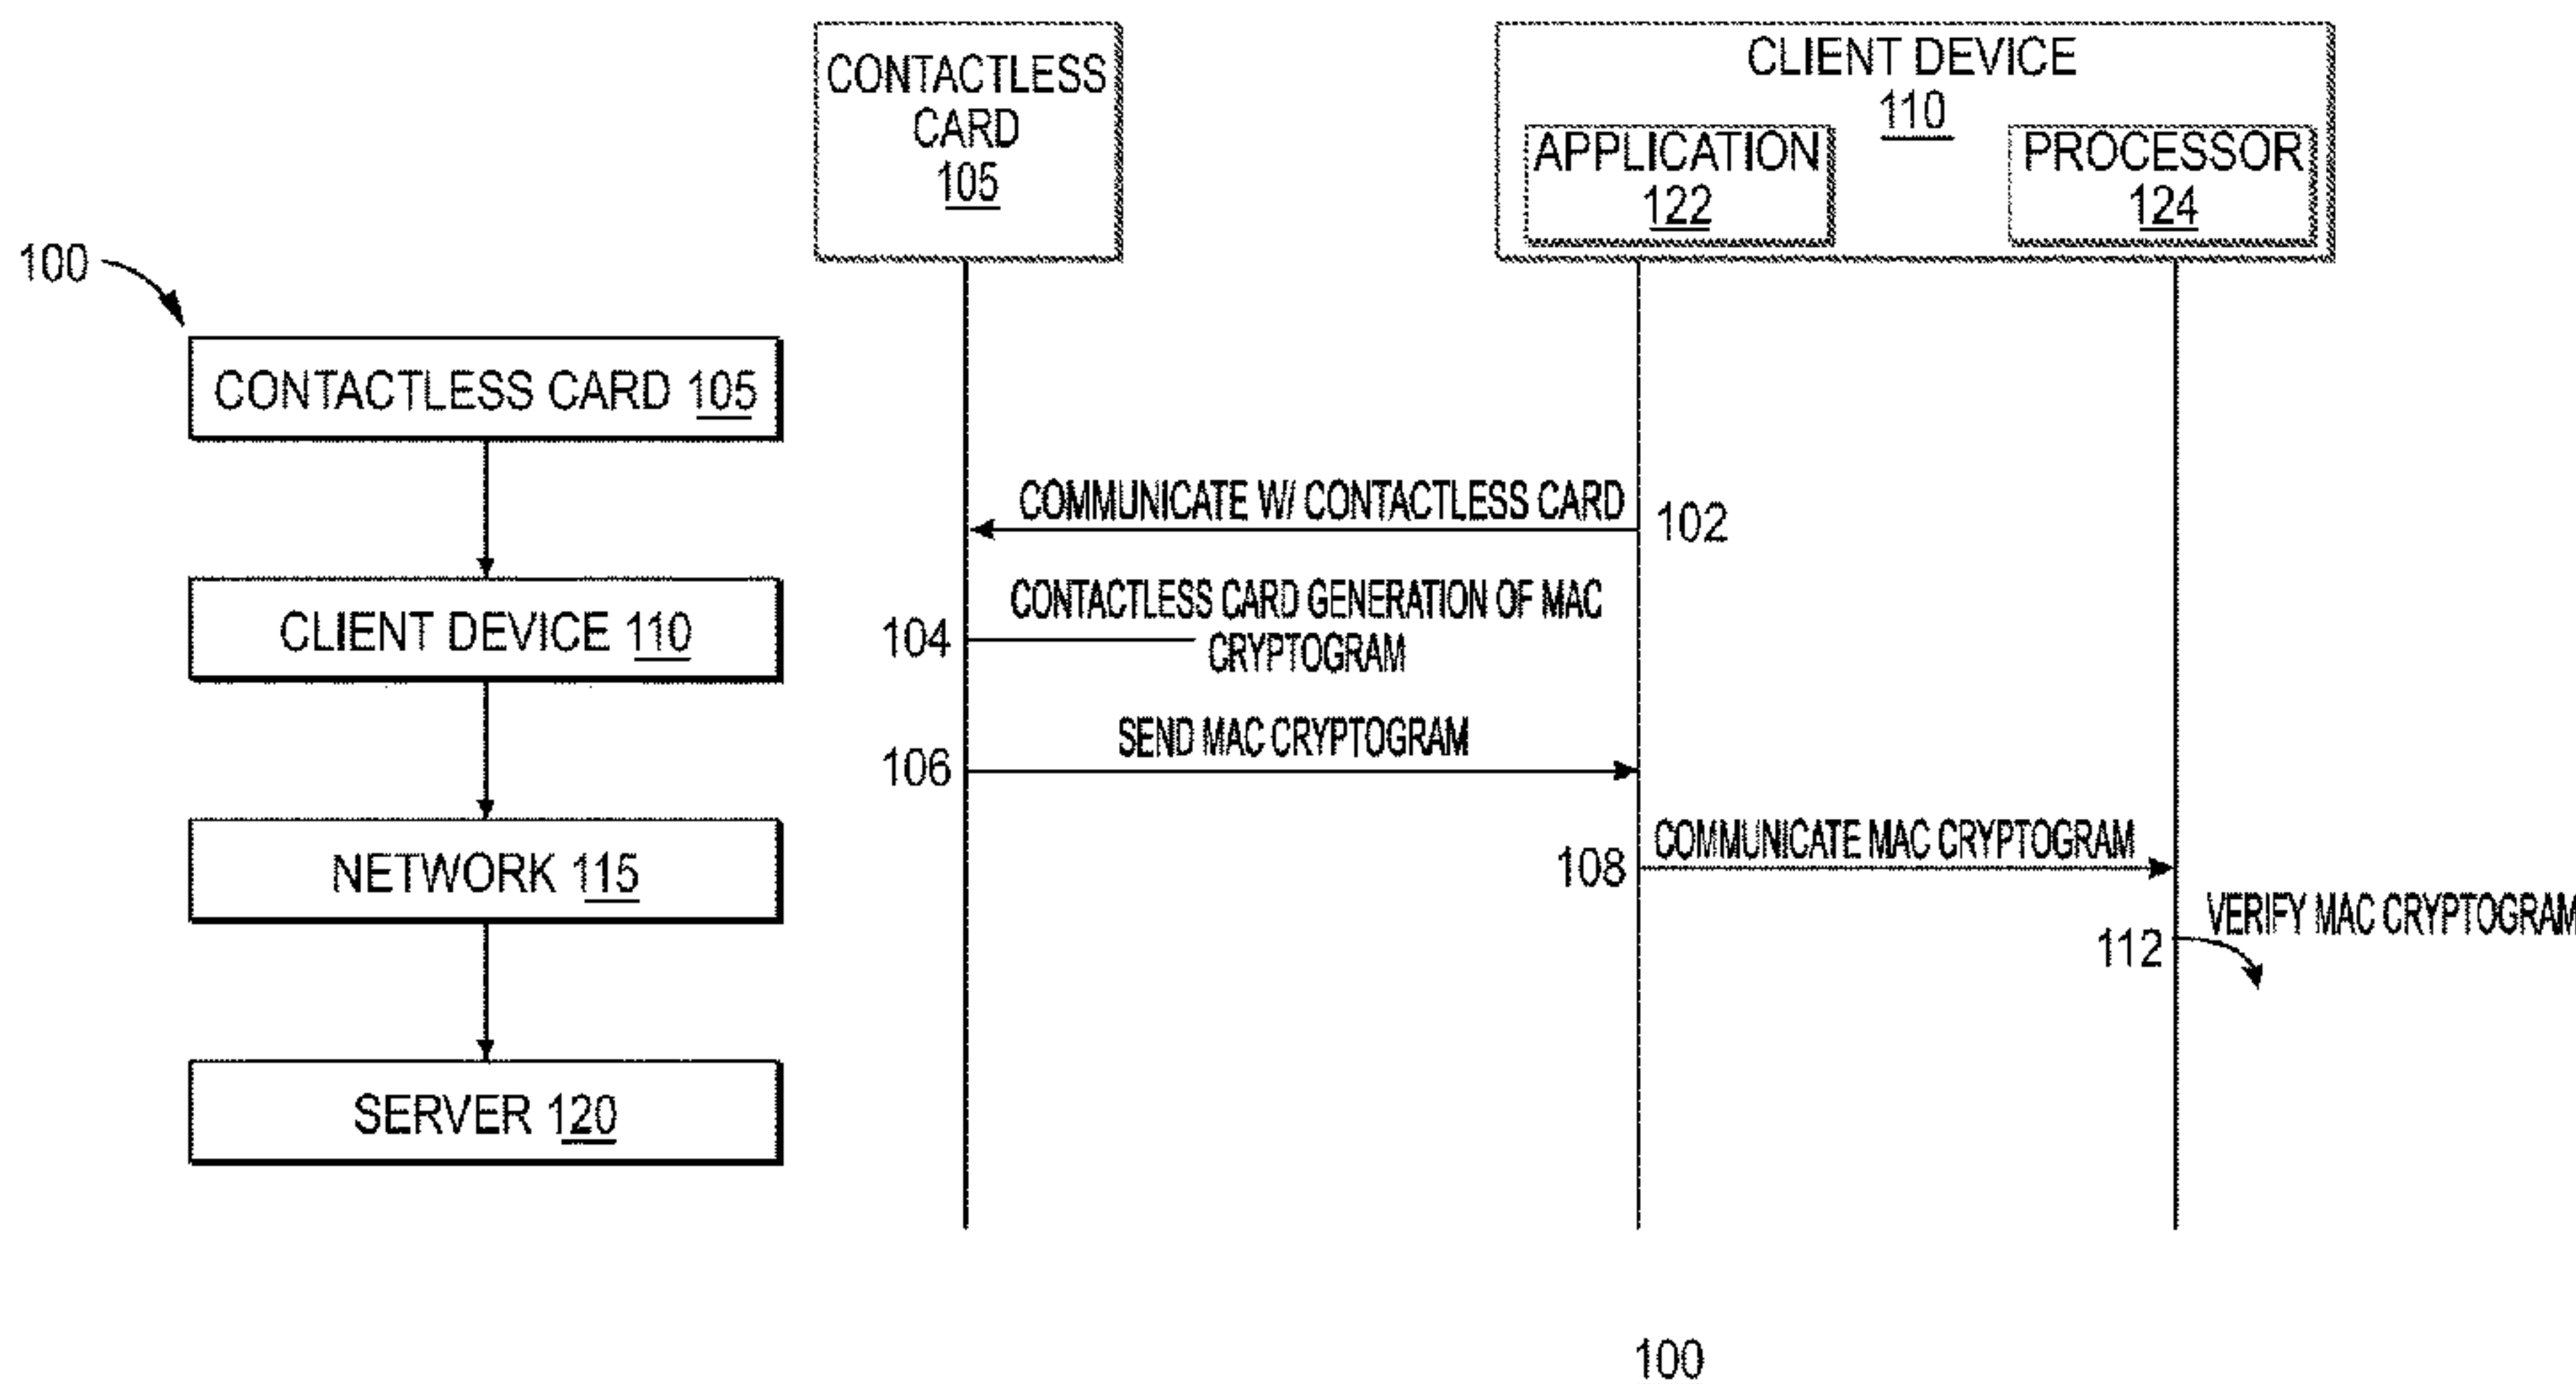 100
CONTACTLESS CARD 105
CLIENT DEVICE 110
NETWORK 115
SERVER 120
CONTACTLESS
CARD
105
CLIENT DEVICE
110
APPLICATION
122
PROCESSOR
124
COMMUNICATE W/ CONTACTLESS CARD
102
CONTACTLESS CARD GENERATION OF MAC
104
CRYPTOGRAM
SEND MAC CRYPTOGRAM
106
COMMUNICATE MAC CRYPTOGRAM
108
VERIFY MAC CRYPTOGRAM
112
100